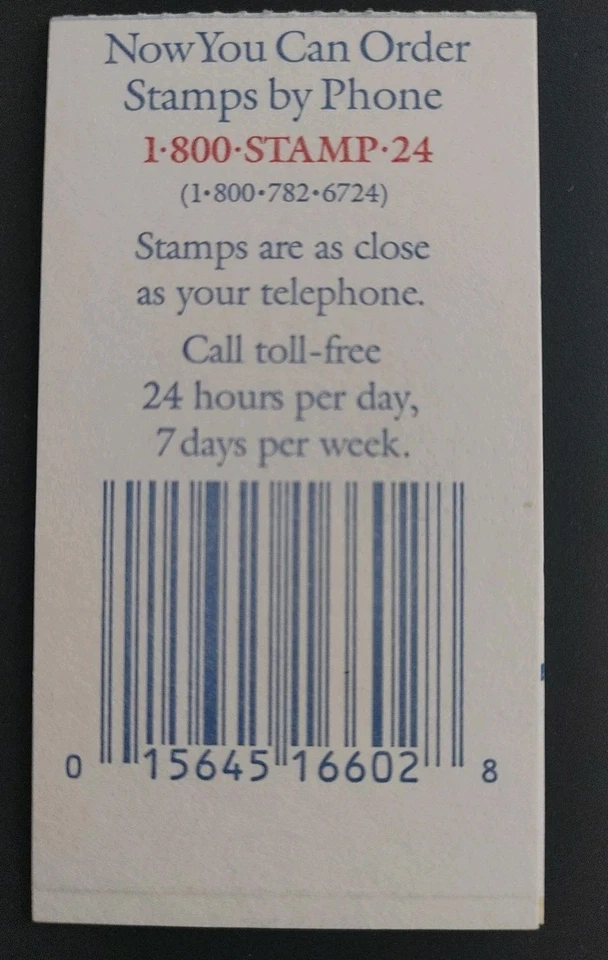 Now You Can Order
Stamps by Phone
1·800·STAMP·24
(1·800·782·6724)
Stamps are as close
as your telephone.
Call toll-free
24 hours per day,
7 days per week.
0 15645 16602 8